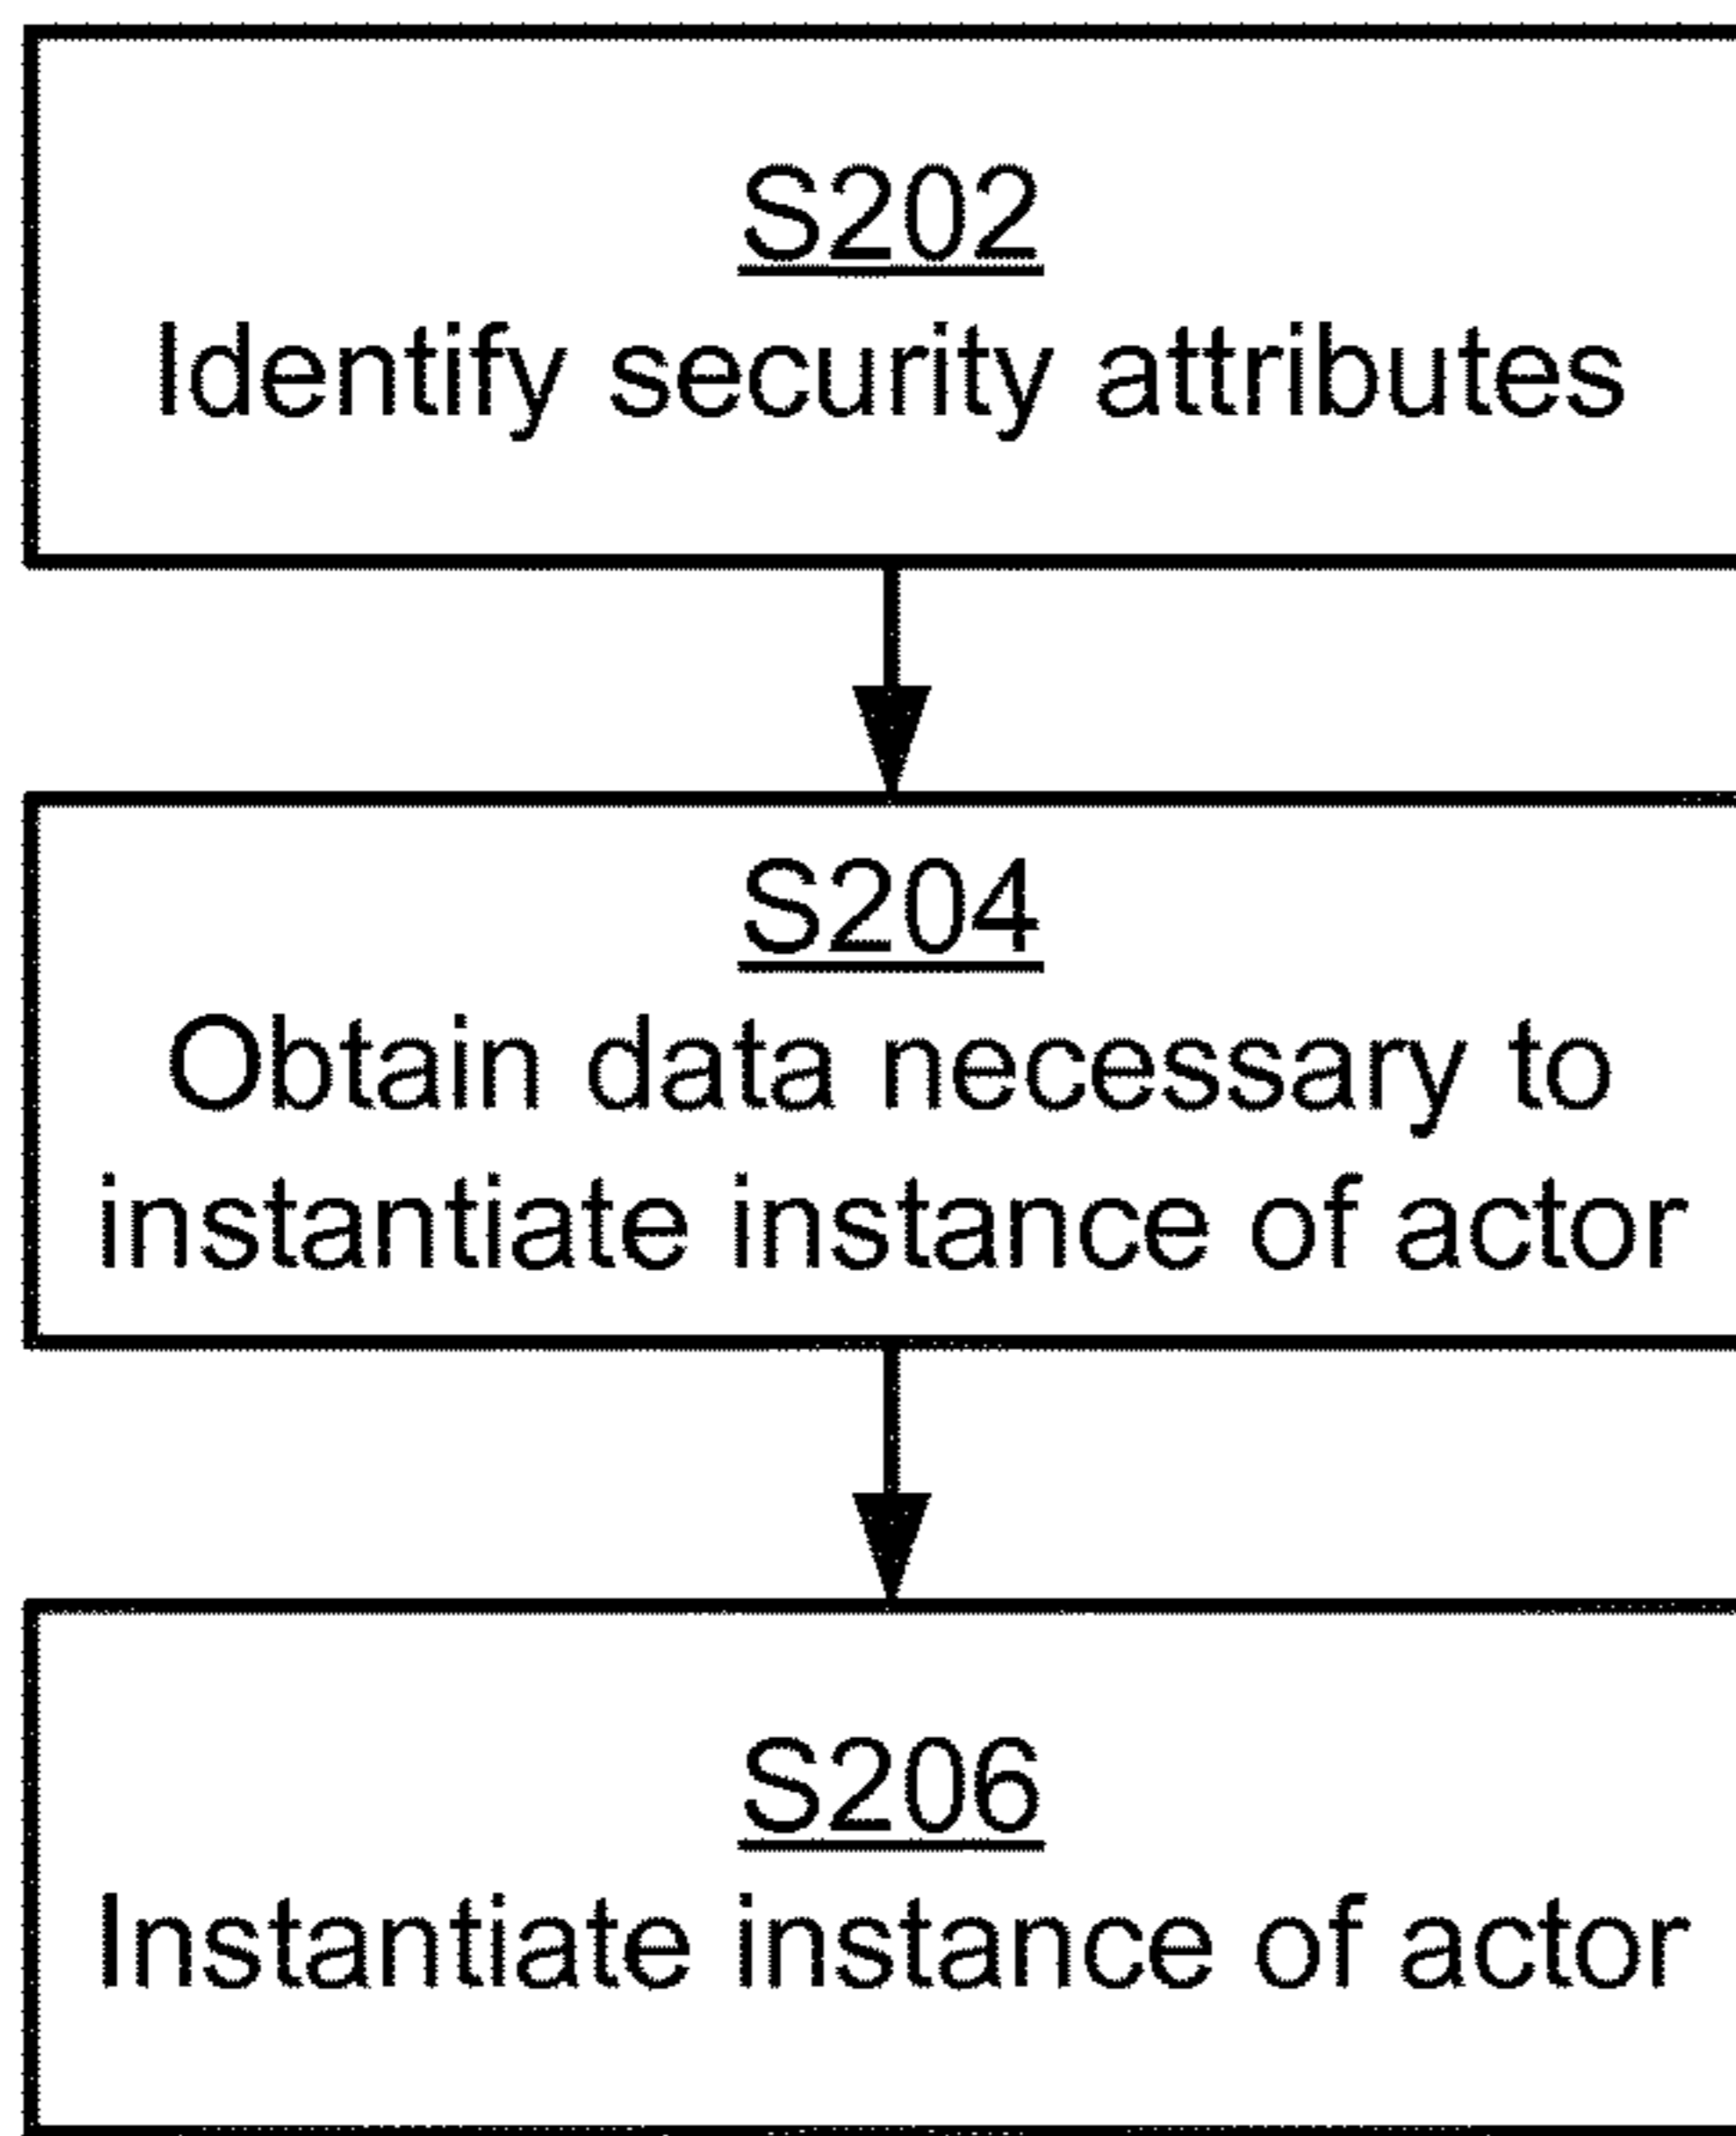 S202
Identify security attributes
S204
Obtain data necessary to
instantiate instance of actor
S206
Instantiate instance of actor